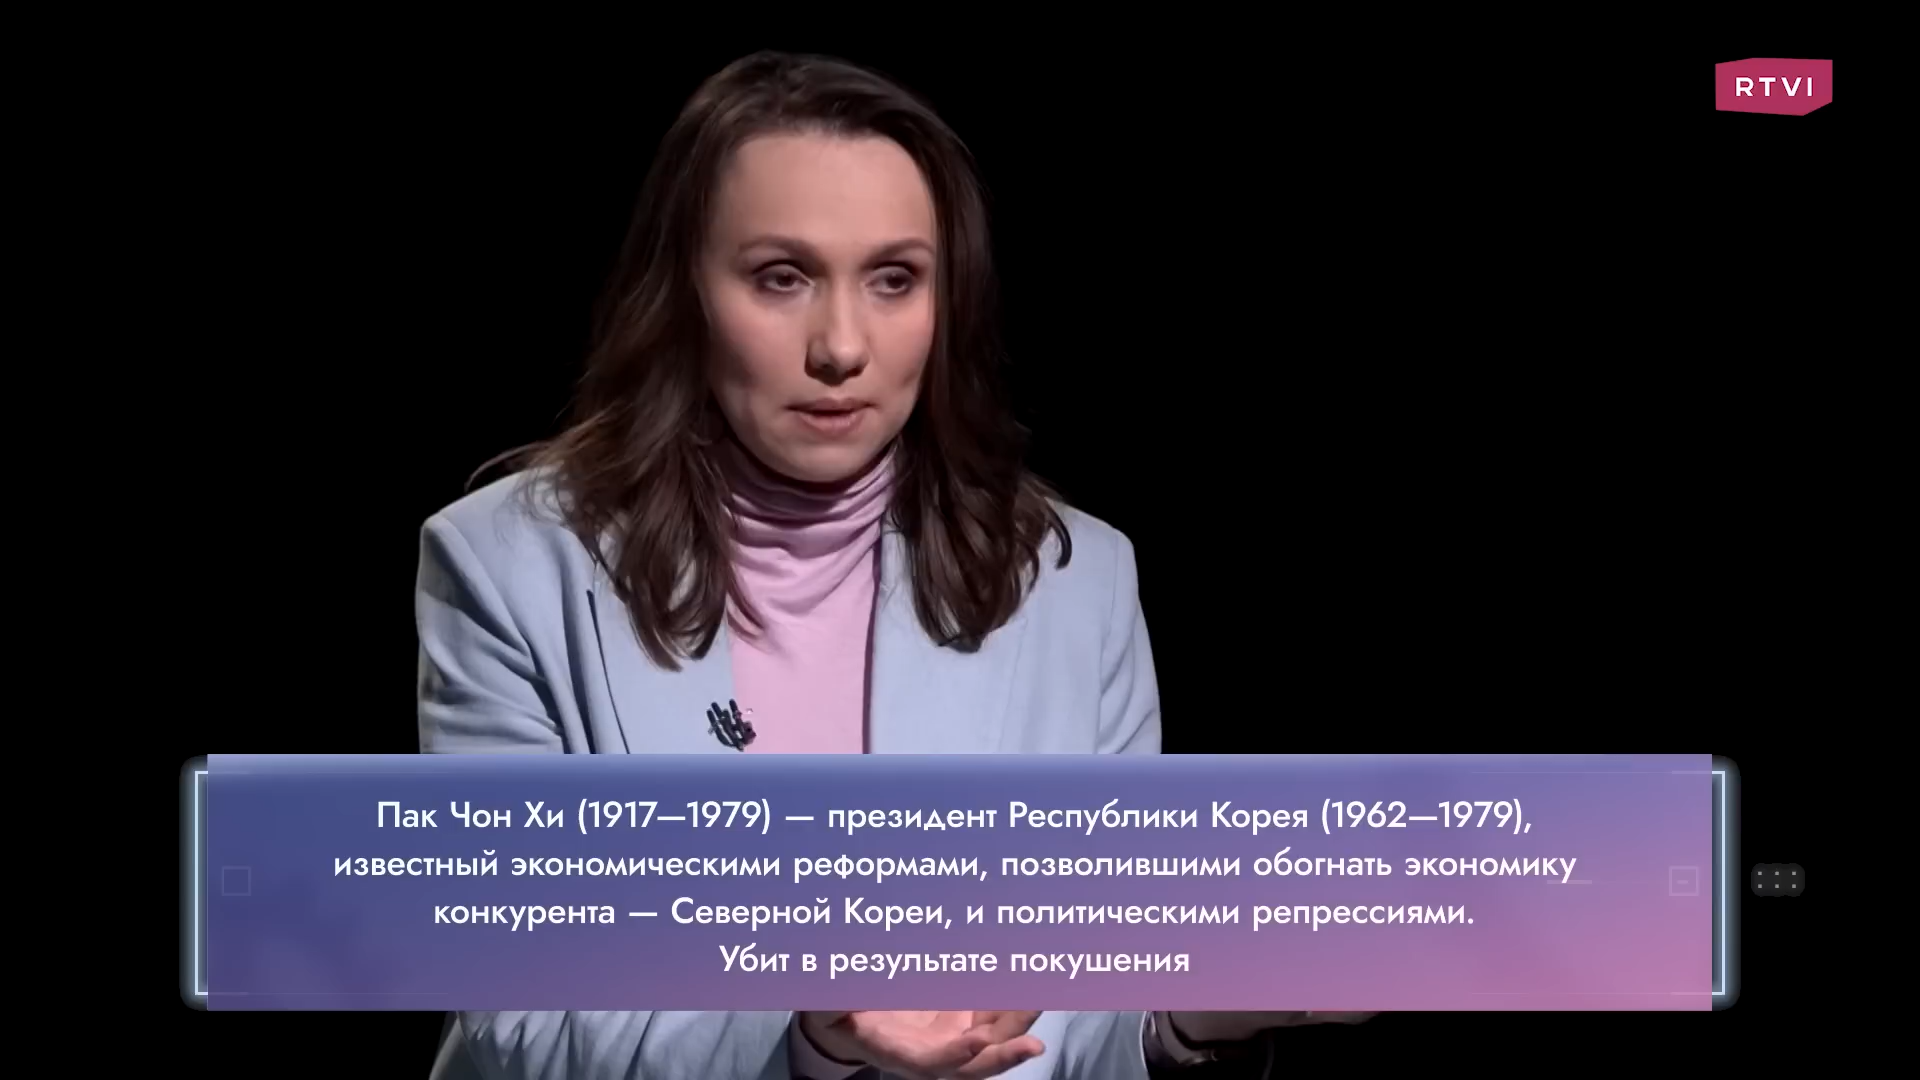 RTVI
Пак Чон Хи (1917—1979) — президент Республики Корея (1962—1979),
известный экономическими реформами, позволившими обогнать экономику
конкурента — Северной Кореи, и политическими репрессиями.
Убит в результате покушения